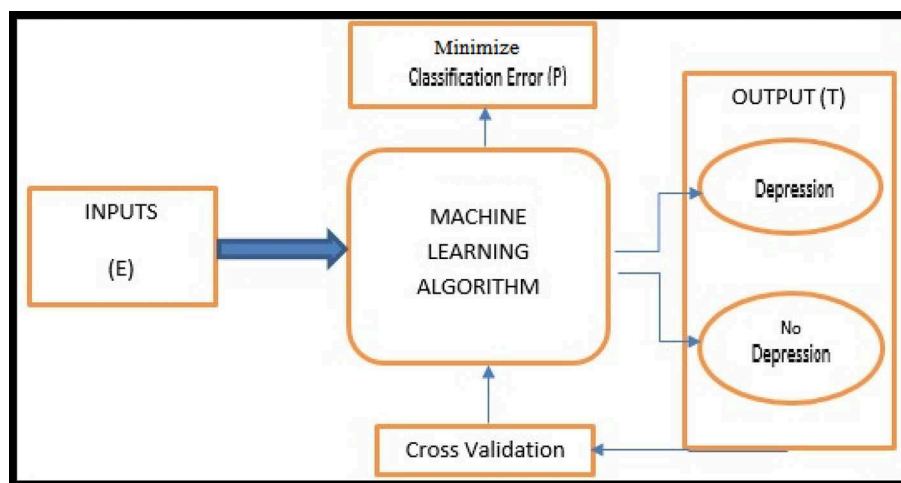 Minimize
Classification Error (P)
OUTPUT (T)
Depression
INPUTS
(E)
MACHINE
LEARNING
ALGORITHM
No
Depression
Cross Validation